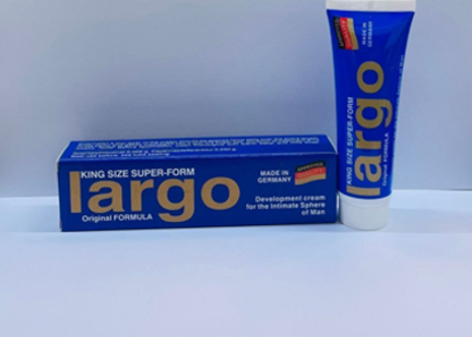 KING SIZE SUPER-FORM
largo
Original FORMULA
MADE IN
GERMANY
Development cream
for the Intimate Sphere
of Man
KING SIZE SUPER-FORM
largo
Original FORMULA
MADE IN
GERMANY